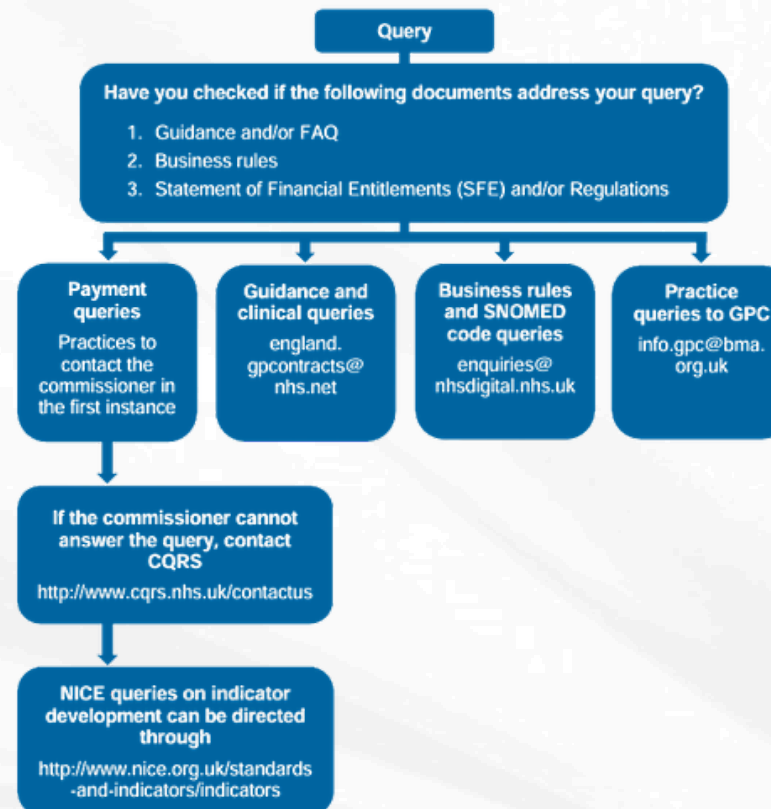 Query
Have you checked if the following documents address your query?
1. Guidance and/or FAQ
2. Business rules
3. Statement of Financial Entitlements (SFE) and/or Regulations
Payment
queries
Practices to
contact the
commissioner in
the first instance
Guidance and
clinical queries
england.
gpcontracts@
nhs.net
Business rules
and SNOMED
code queries
enquiries@
nhsdigital.nhs.uk
Practice
queries to GPC
info.gpc@bma.
org.uk
If the commissioner cannot
answer the query, contact
CQRS
http://www.cqrs.nhs.uk/contactus
NICE queries on indicator
development can be directed
through
http://www.nice.org.uk/standards
-and-indicators/indicators